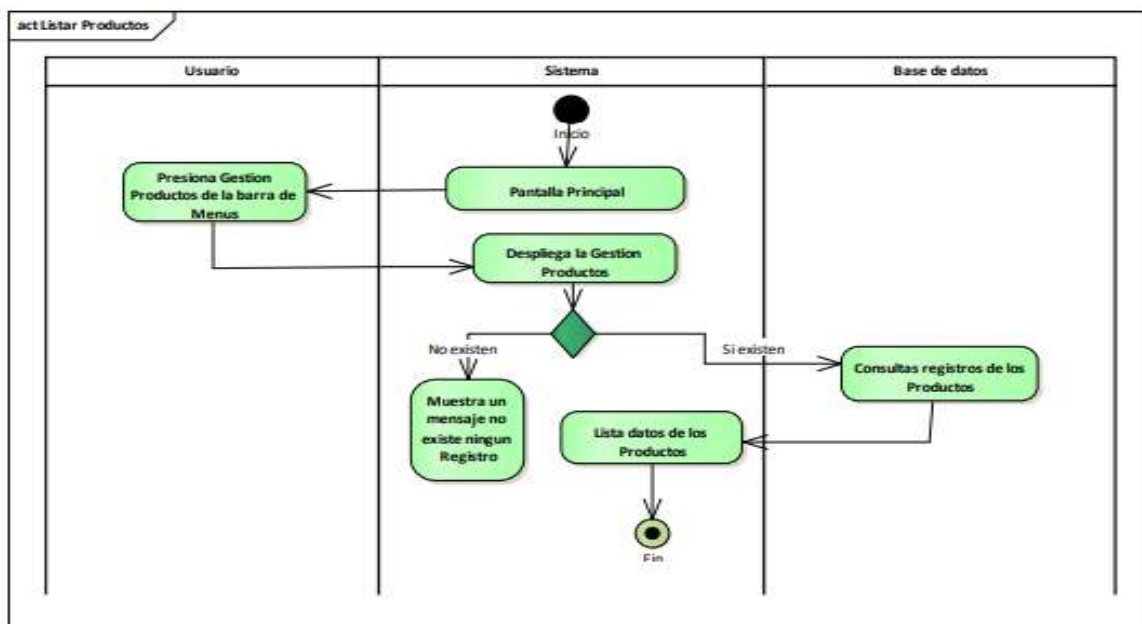 act Listar Productos
Usuario
Sistema
Base de datos
Inicio
Presiona Gestion
Productos de la barra de
Menus
Pantalla Principal
Despliega la Gestion
Productos
No existen
Si existen
Consultas registros de los
Productos
Muestra un
mensaje no
existe ningun
Registro
Lista datos de los
Productos
Fin